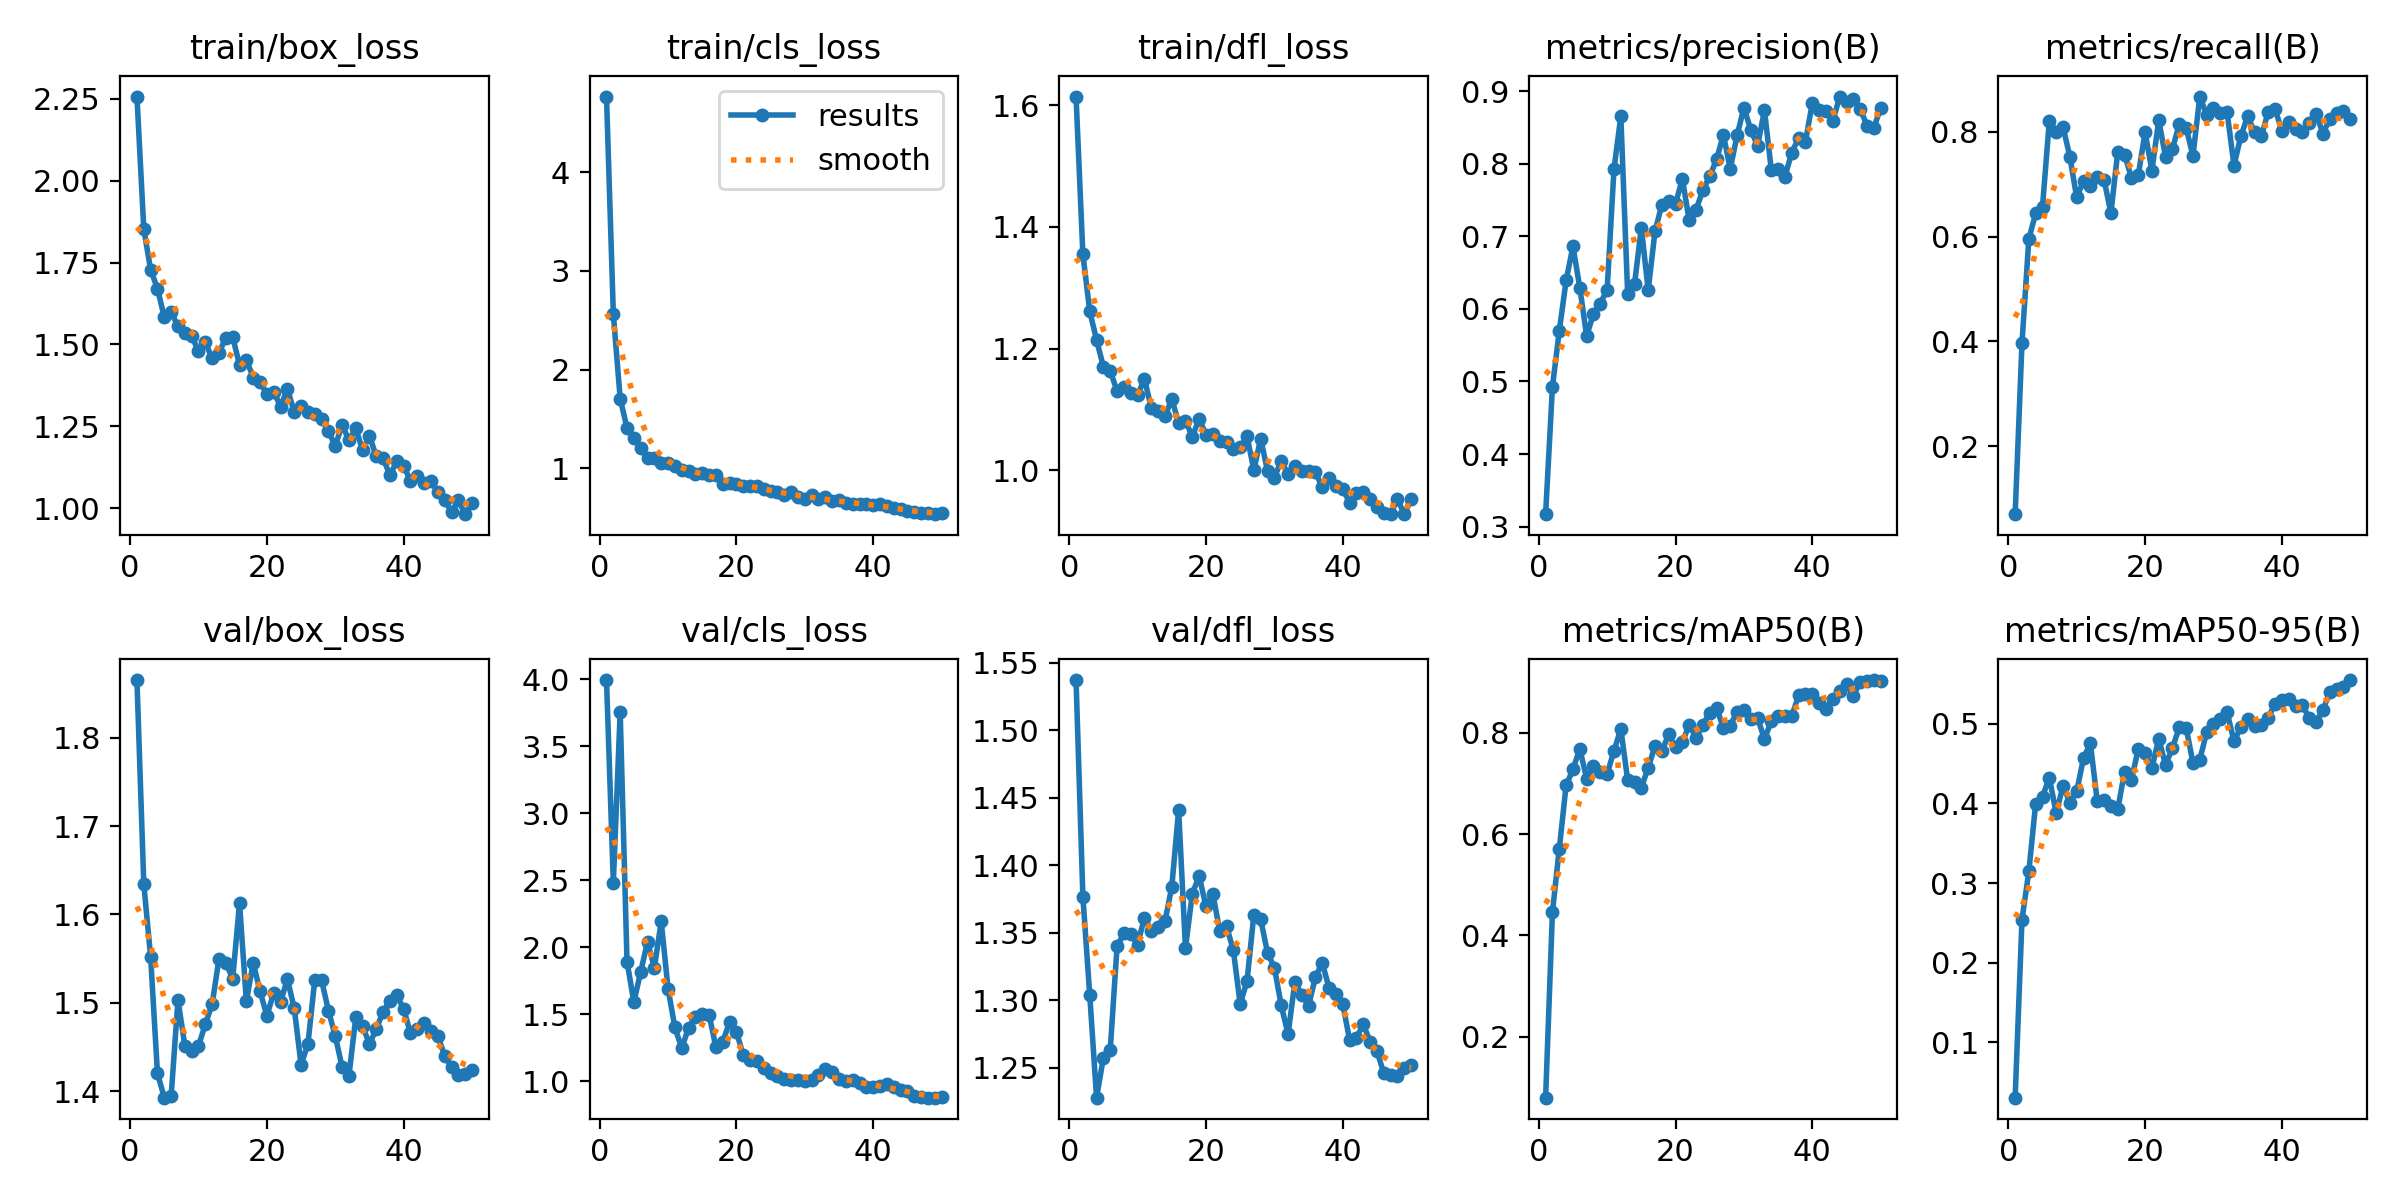 train/box_loss
2.25
2.00
1.75
1.50
1.25
1.00
0 20 40
train/cls_loss
results
smooth
4
3
2
1
0 20 40
train/dfl_loss
1.6
1.4
1.2
1.0
0 20 40
metrics/precision(B)
0.9
0.8
0.7
0.6
0.5
0.4
0.3
0 20 40
metrics/recall(B)
0.8
0.6
0.4
0.2
0 20 40
val/box_loss
1.8
1.7
1.6
1.5
1.4
0 20 40
val/cls_loss
4.0
3.5
3.0
2.5
2.0
1.5
1.0
0 20 40
val/dfl_loss
1.55
1.50
1.45
1.40
1.35
1.30
1.25
0 20 40
metrics/mAP50(B)
0.8
0.6
0.4
0.2
0 20 40
metrics/mAP50-95(B)
0.5
0.4
0.3
0.2
0.1
0 20 40